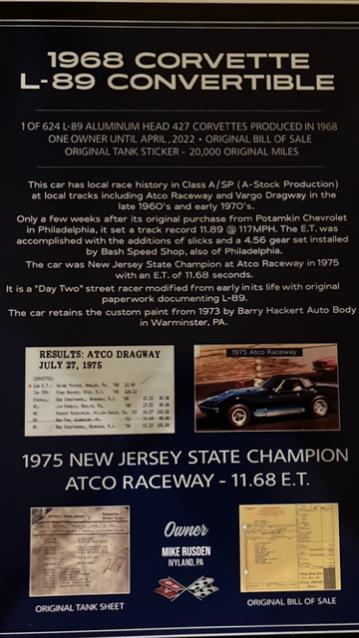 1968 CORVETTE
L-89 CONVERTIBLE
1 OF 624 L-89 ALUMINUM HEAD 427 CORVETTES PRODUCED IN 1968
ONE OWNER UNTIL APRIL, 2022 • ORIGINAL BILL OF SALE
ORIGINAL TANK STICKER - 20,000 ORIGINAL MILES
This car has local race history in Class A/SP (A-Stock Production)
at local tracks including Atco Raceway and Vargo Dragway in the
late 1960's and early 1970's.
Only a few weeks after its original purchase from Potamkin Chevrolet
in Philadelphia, it set a track record 11.89 @ 117MPH. The E.T. was
accomplished with the additions of slicks and a 4.56 gear set installed
by Bash Speed Shop, also of Philadelphia.
The car was New Jersey State Champion at Atco Raceway in 1975
with an E.T. of 11.68 seconds.
It is a "Day Two" street racer modified from early in its life with original
paperwork documenting L-89.
The car retains the custom paint from 1973 by Barry Hackert Auto Body
in Warminster, PA.
RESULTS: ATCO DRAGWAY
JULY 27, 1975
1975 Atco Raceway
1975 NEW JERSEY STATE CHAMPION
ATCO RACEWAY - 11.68 E.T.
Owner
MIKE RUSDEN
IVYLAND, PA
ORIGINAL TANK SHEET
ORIGINAL BILL OF SALE